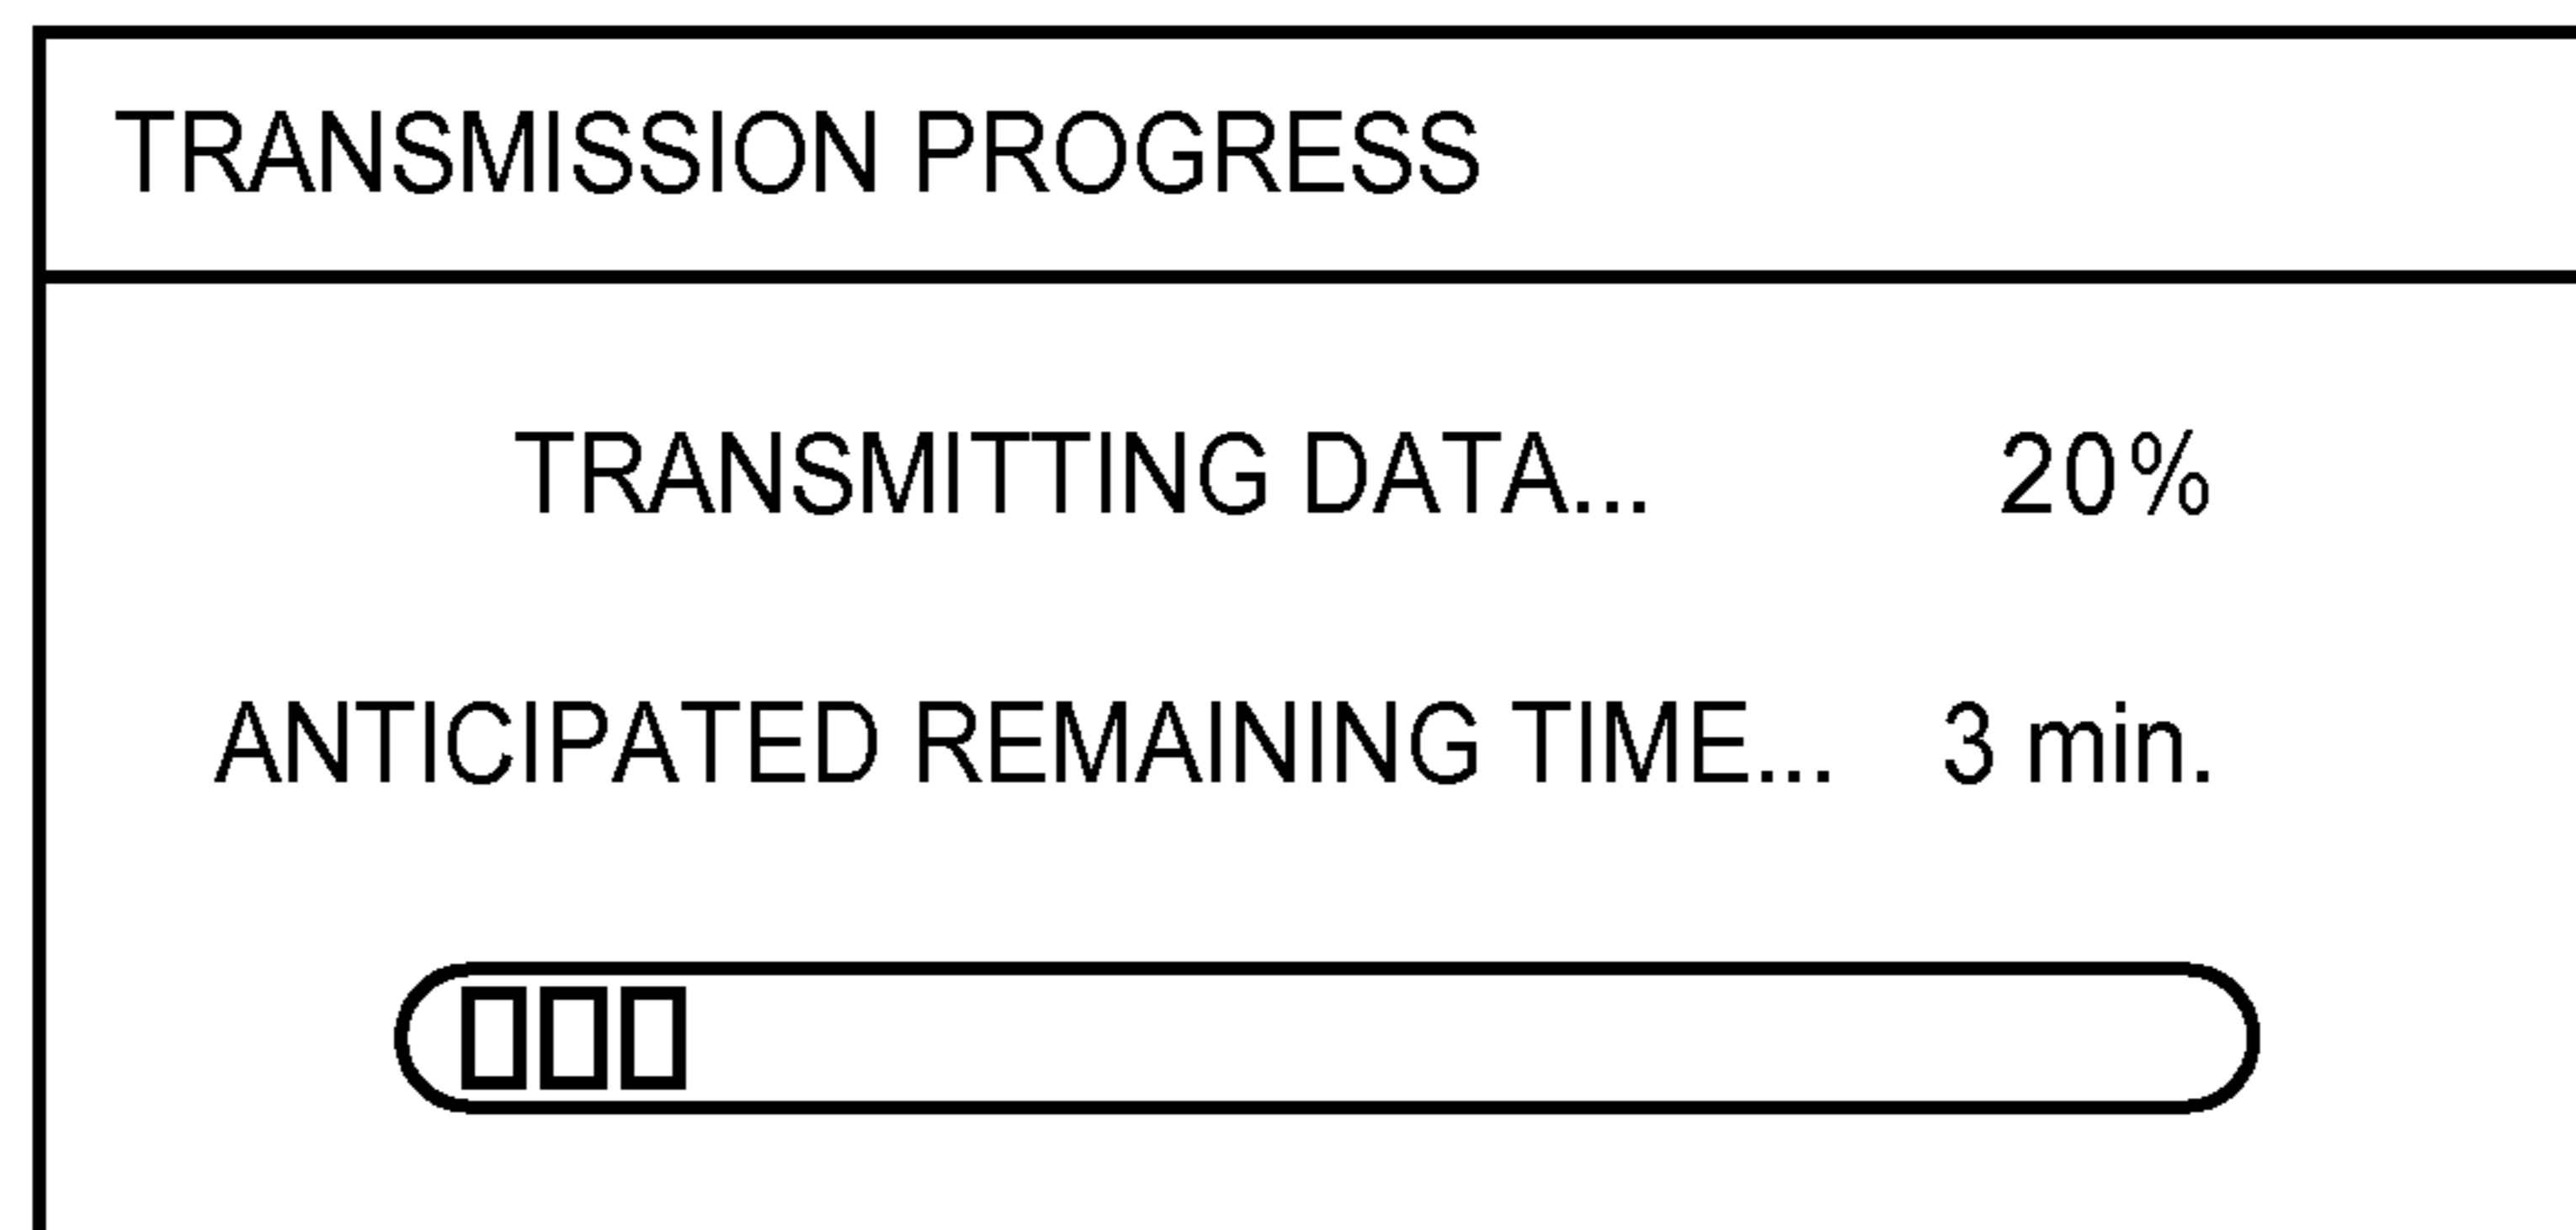 TRANSMISSION PROGRESS
TRANSMITTING DATA... 20%
ANTICIPATED REMAINING TIME... 3 min.